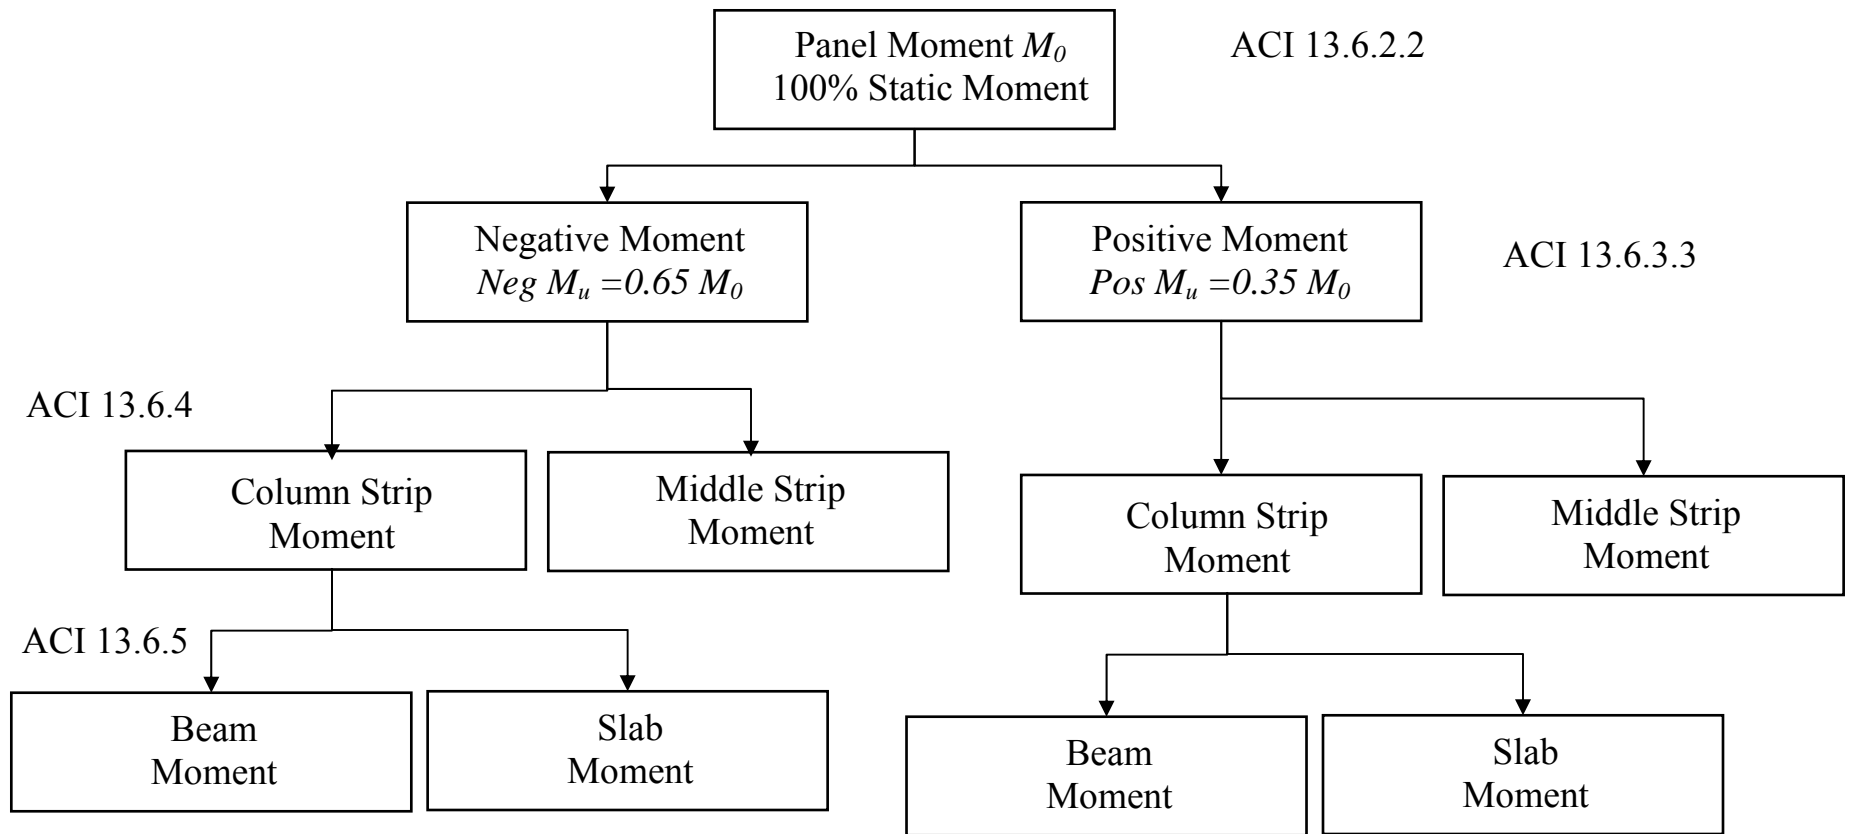 Panel Moment M0
100% Static Moment
ACI 13.6.2.2
Negative Moment
Neg Mu =0.65 M0
Positive Moment
Pos Mu =0.35 M0
ACI 13.6.3.3
ACI 13.6.4
Column Strip
Moment
Middle Strip
Moment
Column Strip
Moment
Middle Strip
Moment
ACI 13.6.5
Beam
Moment
Slab
Moment
Beam
Moment
Slab
Moment